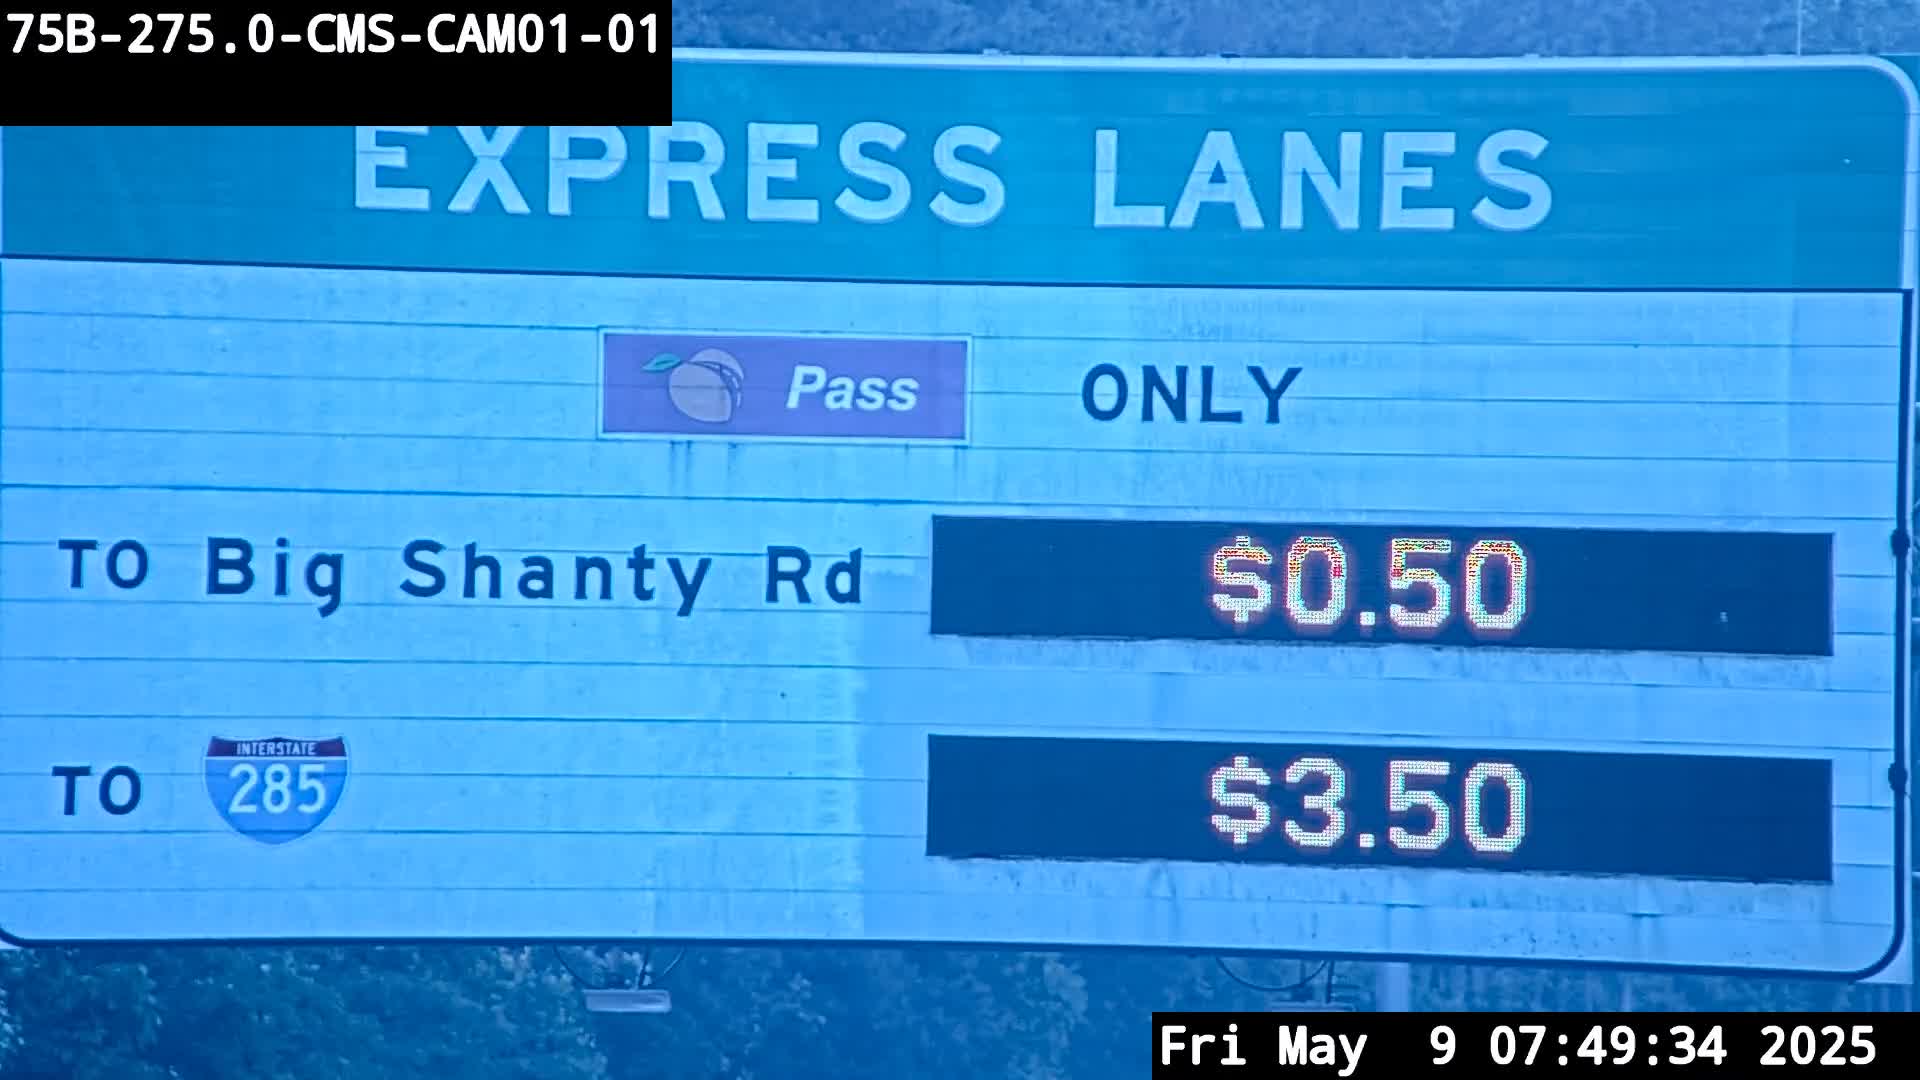 75B-275.0-CMS-CAM01-01
EXPRESS LANES
Pass ONLY
TO Big Shanty Rd $0.50
INTERSTATE
TO 285 $3.50
Fri May 9 07:49:34 2025